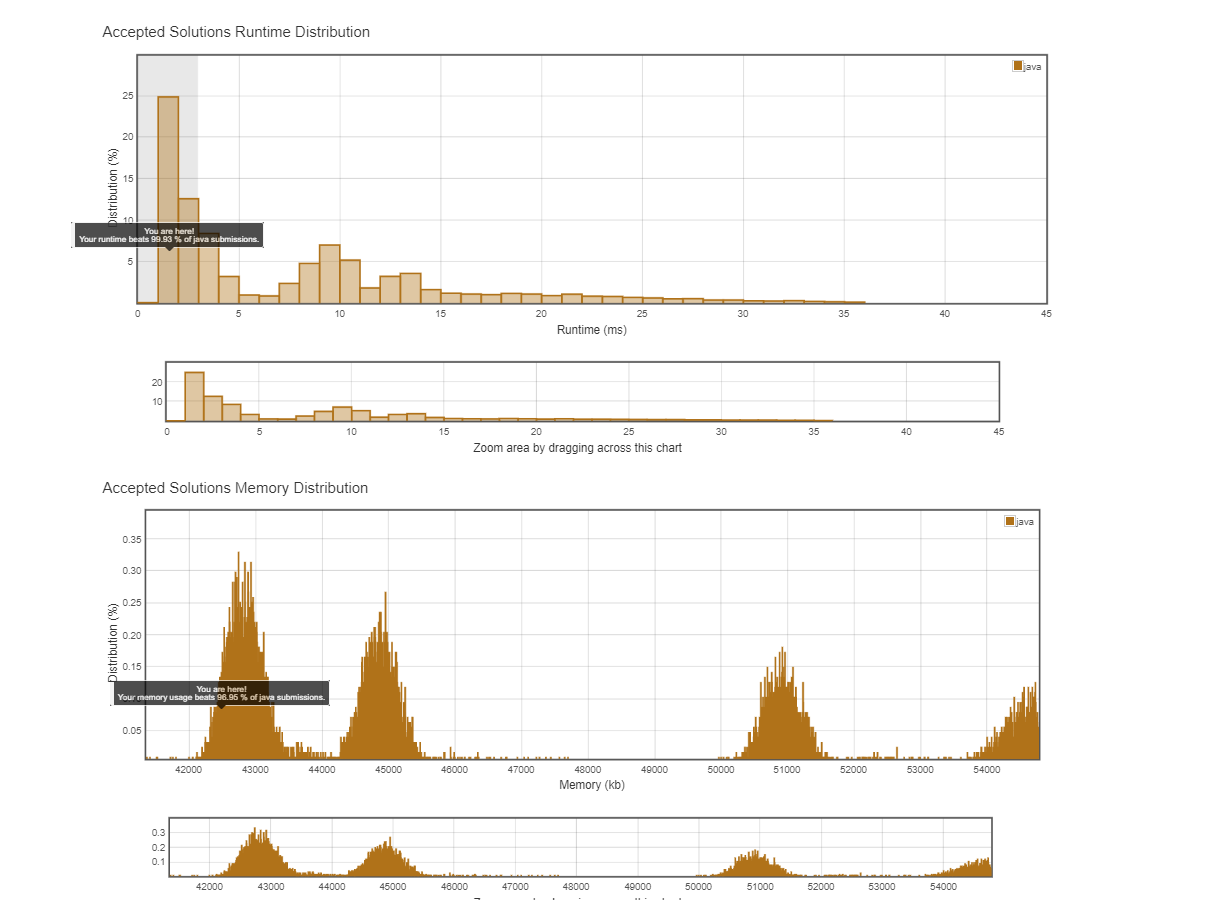 Accepted Solutions Runtime Distribution
java
25
20
15
10
5
Distribution (%)
You are here!
Your runtime beats 99.93 % of java submissions.
0 5 10 15 20 25 30 35 40 45
Runtime (ms)
20
10
0 5 10 15 20 25 30 35 40 45
Zoom area by dragging across this chart
Accepted Solutions Memory Distribution
java
0.35
0.30
0.25
0.20
0.15
0.05
Distribution (%)
You are here!
Your memory usage beats 96.95 % of java submissions.
42000 43000 44000 45000 46000 47000 48000 49000 50000 51000 52000 53000 54000
Memory (kb)
0.3
0.2
0.1
42000 43000 44000 45000 46000 47000 48000 49000 50000 51000 52000 53000 54000